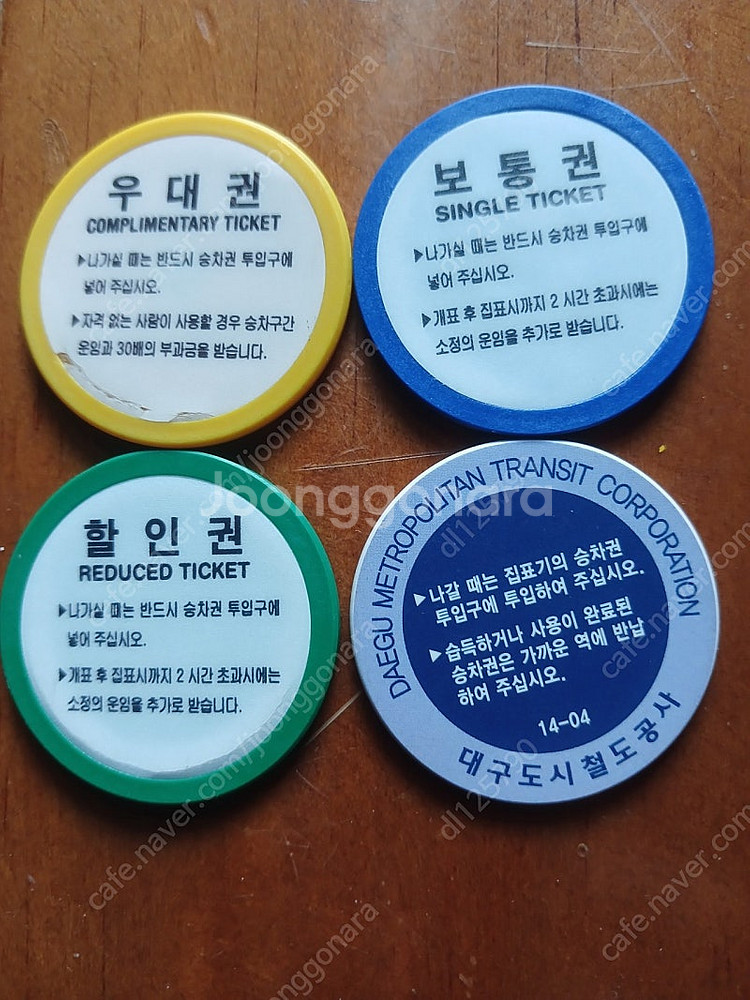 우 대 권
COMPLIMENTARY TICKET
▶나가실 때는 반드시 승차권 투입구에
넣어 주십시오.
▶자격 없는 사람이 사용할 경우 승차구간
운임과 30배의 부과금을 받습니다.
보 통 권
SINGLE TICKET
▶나가실 때는 반드시 승차권 투입구에
넣어 주십시오.
▶개표 후 집표시까지 2 시간 초과시에는
소정의 운임을 추가로 받습니다.
할 인 권
REDUCED TICKET
▶나가실 때는 반드시 승차권 투입구에
넣어 주십시오.
▶개표 후 집표시까지 2 시간 초과시에는
소정의 운임을 추가로 받습니다.
DAEGU METROPOLITAN TRANSIT CORPORATION
▶나갈 때는 집표기의 승차권
투입구에 투입하여 주십시오.
▶습득하거나 사용이 완료된
승차권은 가까운 역에 반납
하여 주십시오.
14-04
대구도시철도공사
Joonggonara
cafe.naver.com/joonggonara